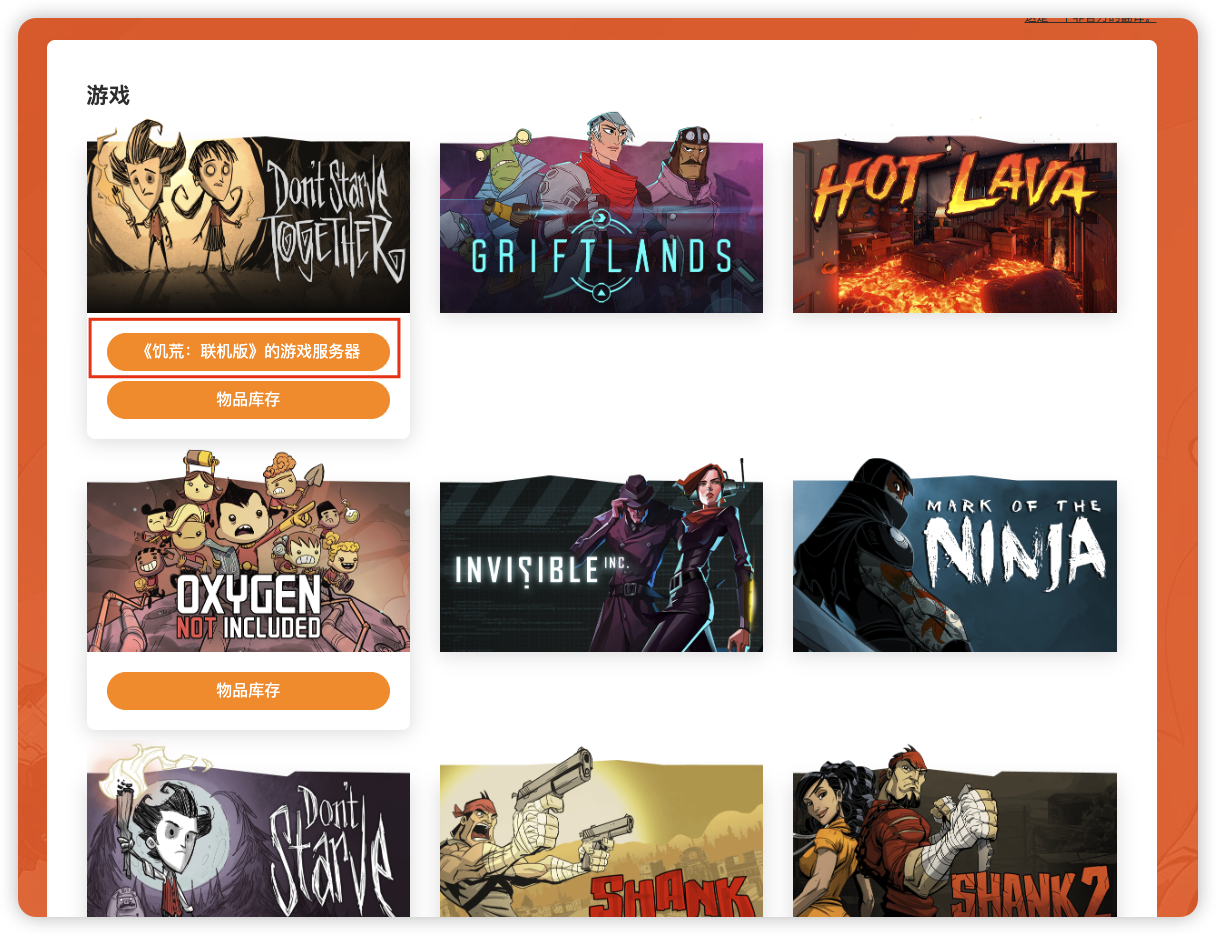 游戏
Don't Starve
TOGETHER
GRIFTLANDS
HOT LAVA
《饥荒：联机版》的游戏服务器
物品库存
OXYGEN
NOT INCLUDED
INVISIBLE INC.
MARK OF THE
NINJA
物品库存
Don't
Starve
SHANK
SHANK 2